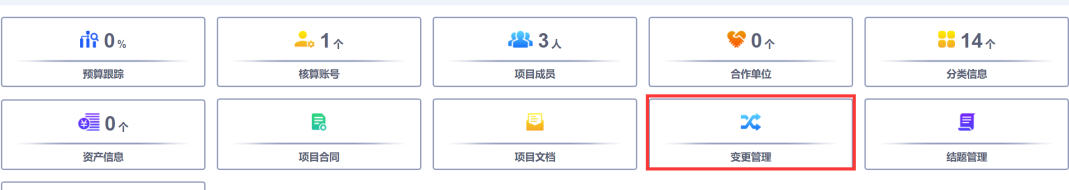 0 % 1 个 3 人 0 个 14 个
预算跟踪 核算账号 项目成员 合作单位 分类信息
0 个
资产信息 项目合同 项目文档 变更管理 结题管理